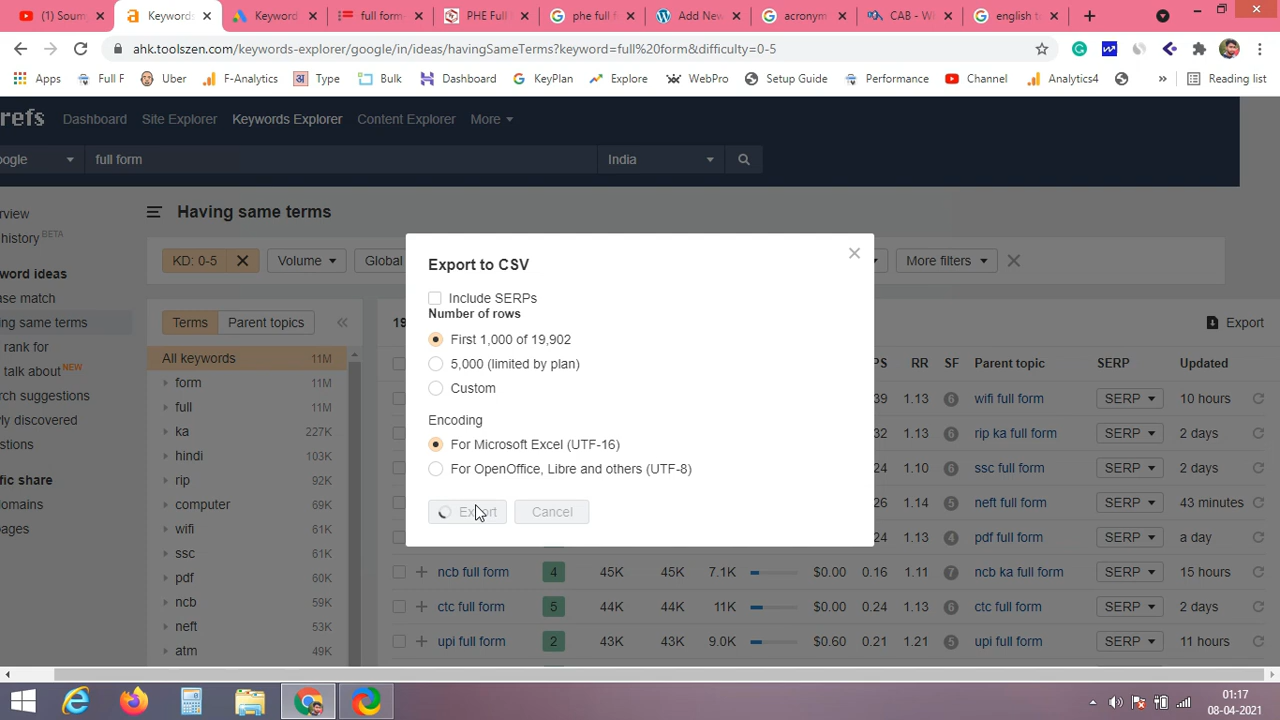 (1) Soum
Keywords
Keyword
full form
PHE Full
phe full f
Add New
acronym
CAB - W
english t
ahk.toolszen.com/keywords-explorer/google/in/ideas/havingSameTerms?keyword=full%20form&difficulty=0-5
Apps
Full F
Uber
F-Analytics
Type
Bulk
Dashboard
KeyPlan
Explore
WebPro
Setup Guide
Performance
Channel
Analytics4
»
Reading list
refs
Dashboard
Site Explorer
Keywords Explorer
Content Explorer
More
oogle
full form
India
rview
history BETA
word ideas
ase match
ing same terms
rank for
talk about NEW
rch suggestions
vly discovered
stions
fic share
domains
pages
Having same terms
KD: 0-5
Volume
Global
More filters
Terms
Parent topics
All keywords 11M
form 11M
full 11M
ka 227K
hindi 103K
rip 92K
computer 69K
wifi 61K
ssc 61K
pdf 60K
ncb 59K
neft 53K
atm 49K
19
Export
Export to CSV
Include SERPs
Number of rows
First 1,000 of 19,902
5,000 (limited by plan)
Custom
Encoding
For Microsoft Excel (UTF-16)
For OpenOffice, Libre and others (UTF-8)
Export
Cancel
PS RR SF Parent topic SERP Updated
39 1.13 6 wifi full form SERP 10 hours
32 1.13 6 rip ka full form SERP 2 days
24 1.13 6 ssc full form SERP 2 days
26 1.14 5 neft full form SERP 43 minutes
1.13 4 pdf full form SERP a day
ncb full form 4 45K 45K 7.1K $0.00 0.16 1.11 7 ncb ka full form SERP 15 hours
ctc full form 5 44K 44K 11K $0.00 0.24 1.13 6 ctc full form SERP 2 days
upi full form 2 43K 43K 9.0K $0.60 0.21 1.21 5 upi full form SERP 11 hours
01:17
08-04-2021